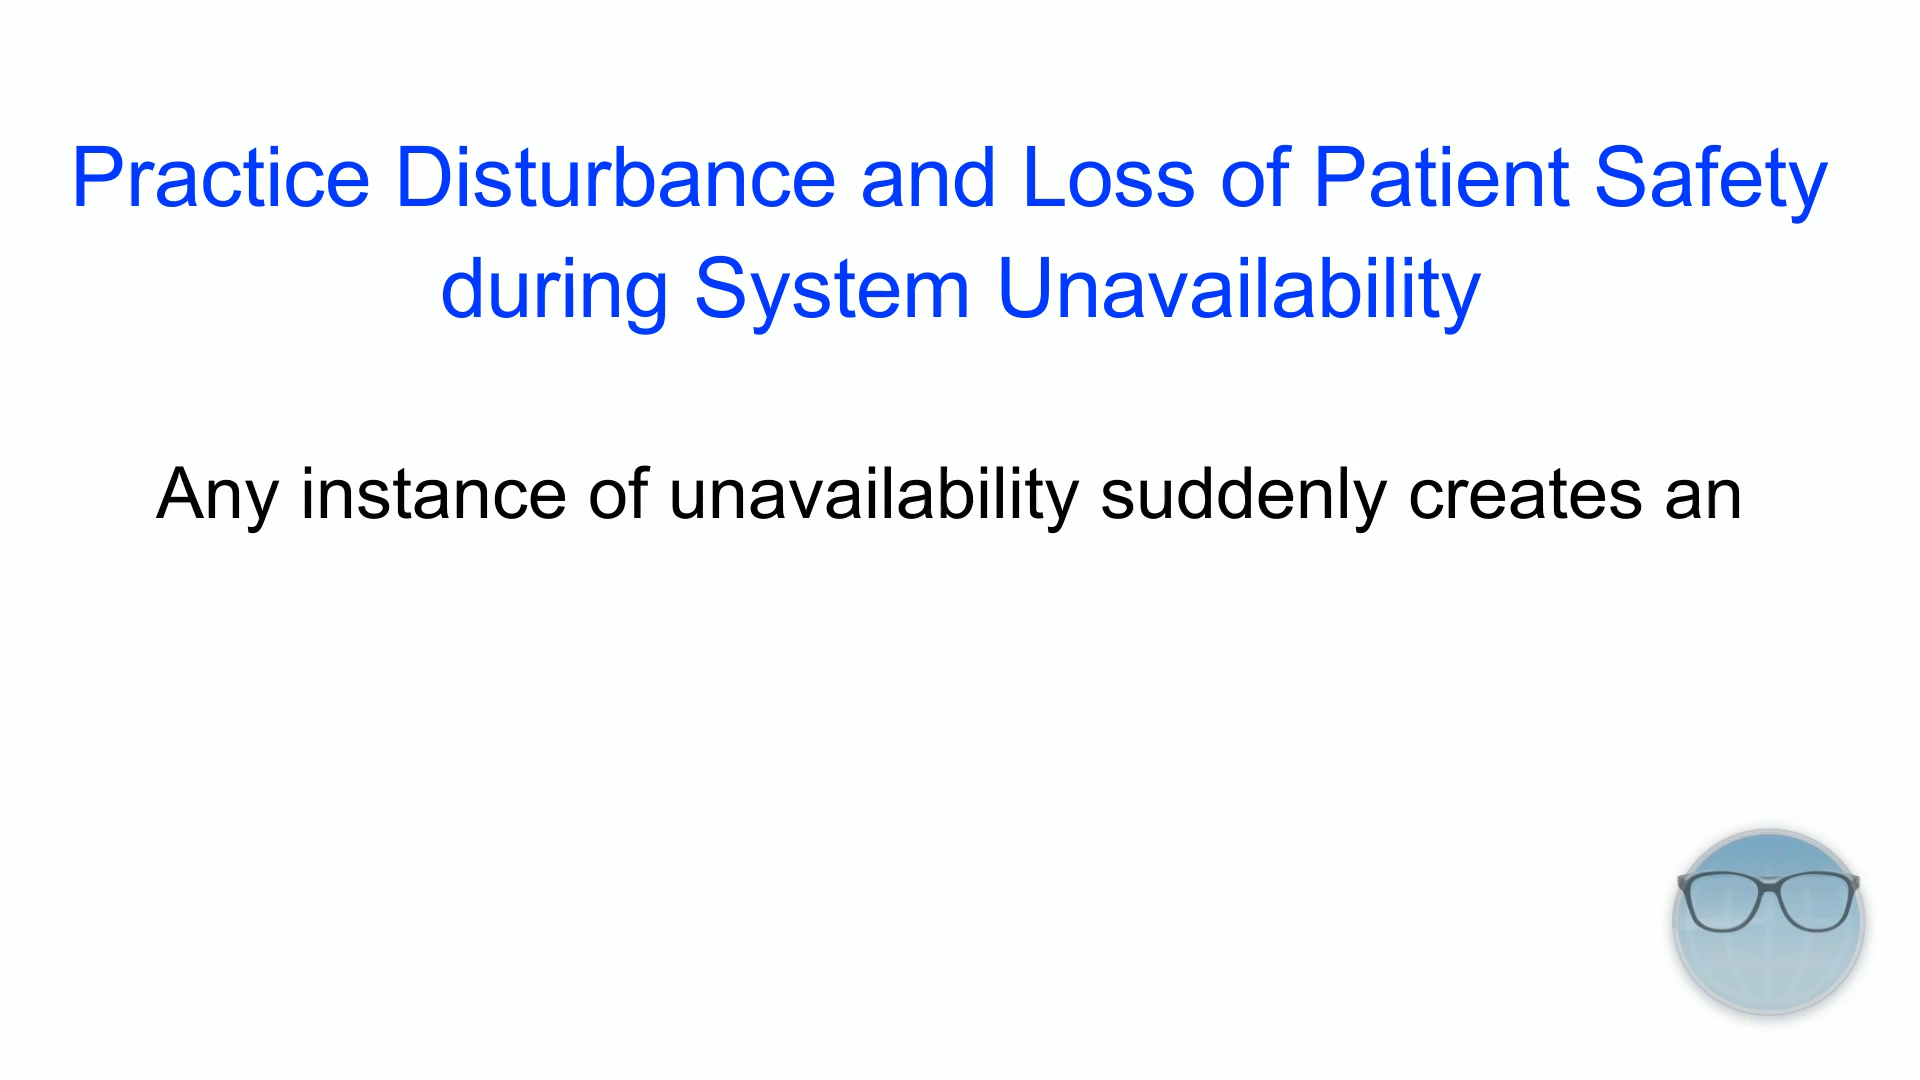 Practice Disturbance and Loss of Patient Safety
during System Unavailability
Any instance of unavailability suddenly creates an